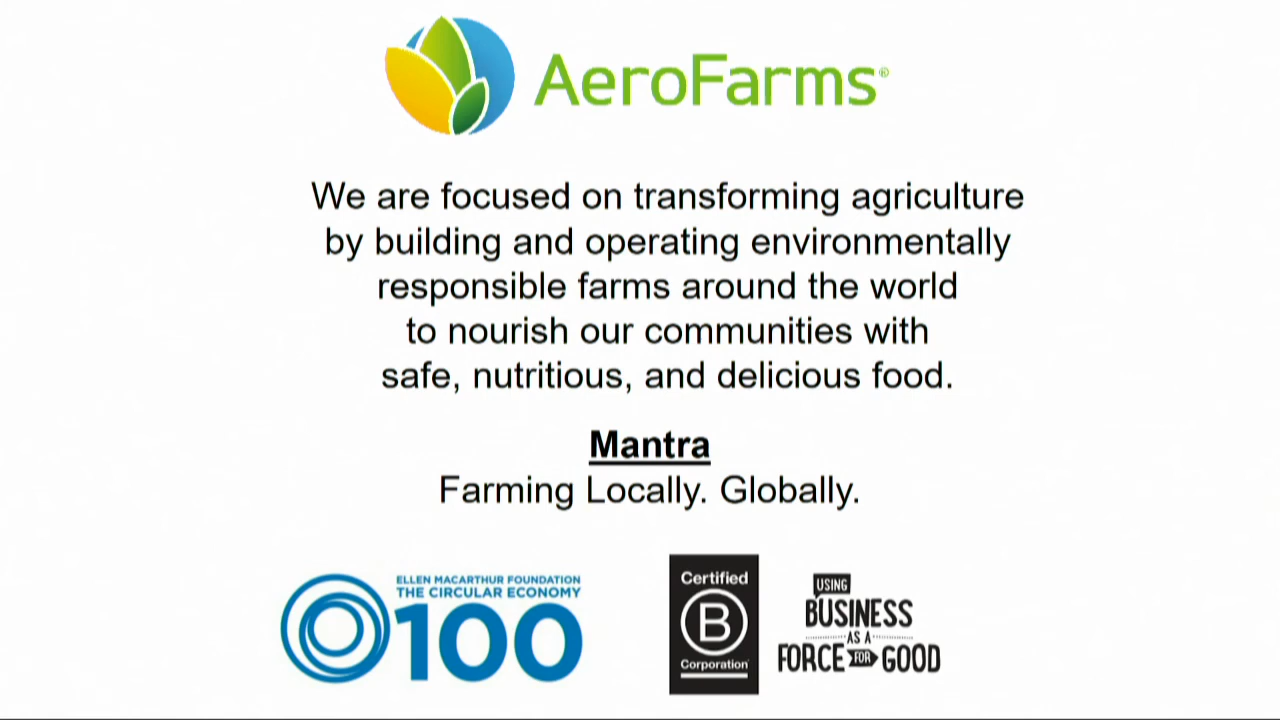 AeroFarms®
We are focused on transforming agriculture
by building and operating environmentally
responsible farms around the world
to nourish our communities with
safe, nutritious, and delicious food.
Mantra
Farming Locally. Globally.
ELLEN MACARTHUR FOUNDATION
THE CIRCULAR ECONOMY
100
Certified
B
Corporation
USING
BUSINESS
AS A
FORCE FOR GOOD